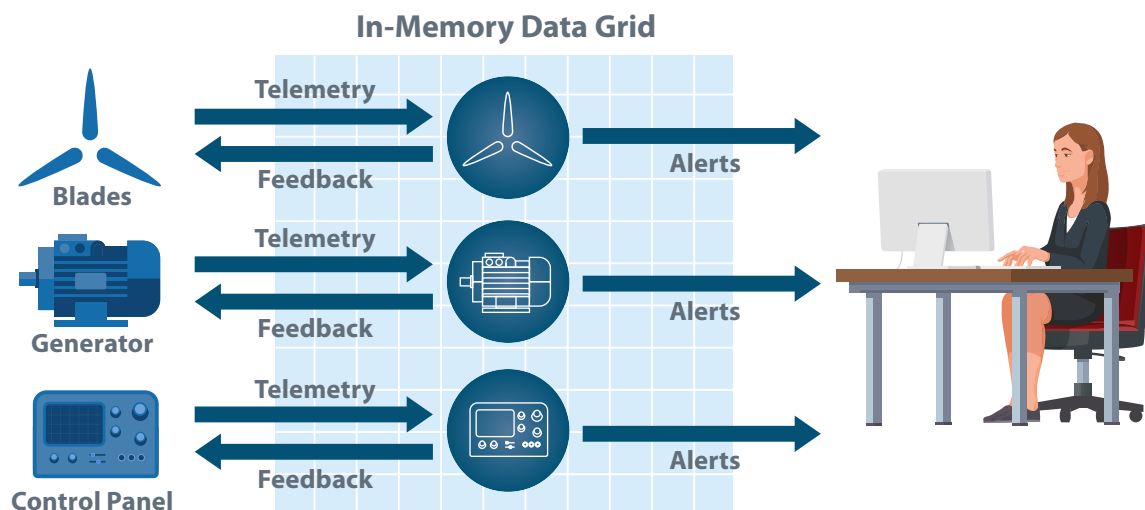 In-Memory Data Grid
Telemetry
Feedback
Blades
Alerts
Telemetry
Feedback
Generator
Alerts
Telemetry
Feedback
Control Panel
Alerts